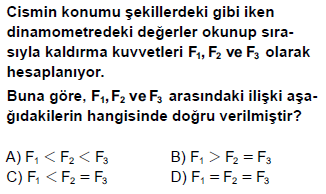 Cismin konumu şekillerdeki gibi iken
dinamometredeki değerler okunup sıra-
sıyla kaldırma kuvvetleri F₁, F₂ ve F₃ olarak
hesaplanıyor.
Buna göre, F₁,F₂ ve F₃ arasındaki ilişki aşa-
ğıdakilerin hangisinde doğru verilmiştir?
A) F₁ < F₂ < F₃ B) F₁ > F₂ = F₃
C) F₁ < F₂ = F₃ D) F₁ = F₂ = F₃